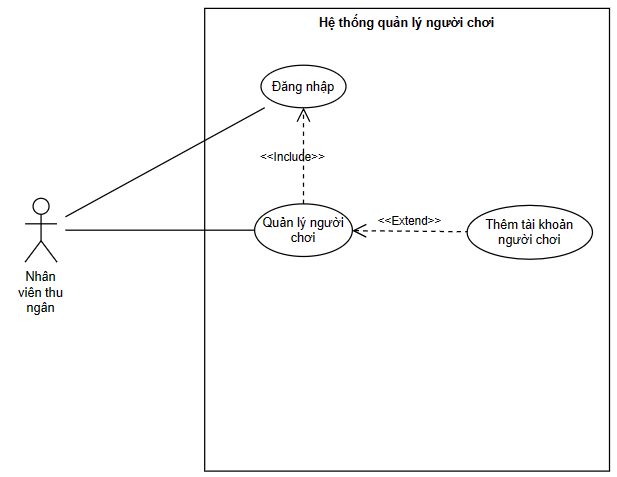 Hệ thống quản lý người chơi
Đăng nhập
<<Include>>
Quản lý người
chơi
<<Extend>>
Thêm tài khoản
người chơi
Nhân
viên thu
ngân